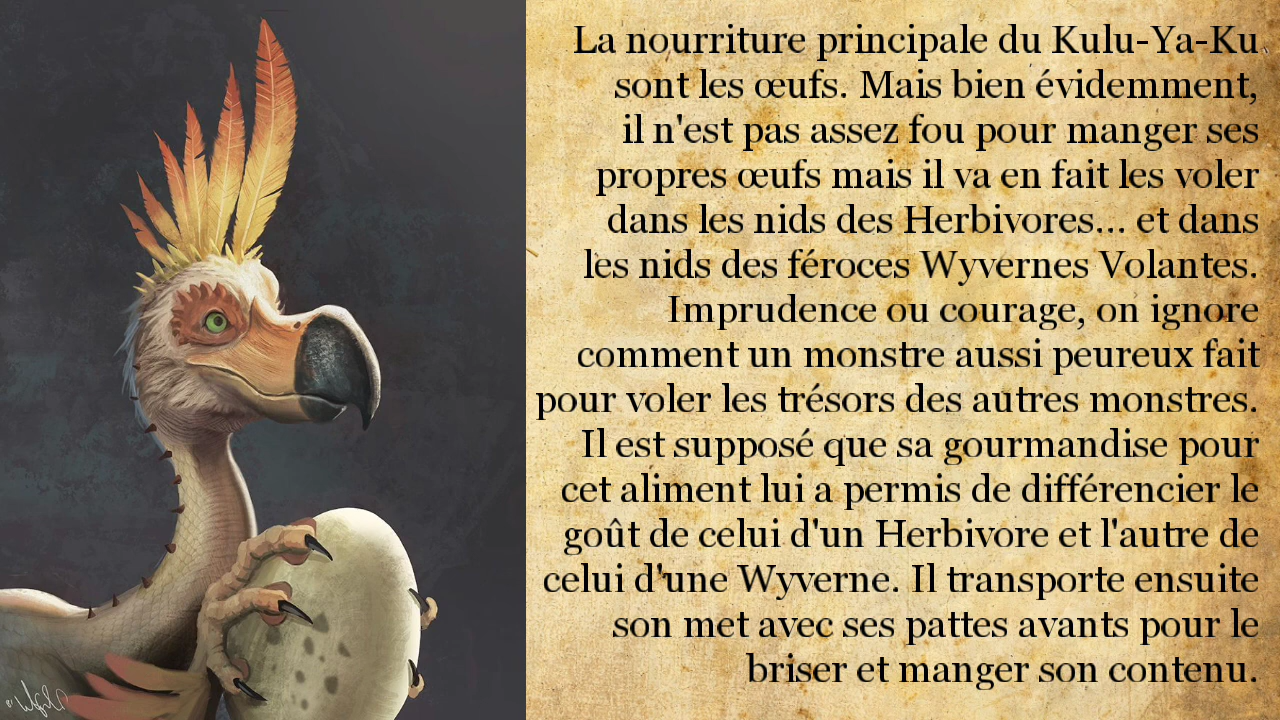 La nourriture principale du Kulu-Ya-Ku
sont les œufs. Mais bien évidemment,
il n'est pas assez fou pour manger ses
propres œufs mais il va en fait les voler
dans les nids des Herbivores... et dans
les nids des féroces Wyvernes Volantes.
Imprudence ou courage, on ignore
comment un monstre aussi peureux fait
pour voler les trésors des autres monstres.
Il est supposé que sa gourmandise pour
cet aliment lui a permis de différencier le
goût de celui d'un Herbivore et l'autre de
celui d'une Wyverne. Il transporte ensuite
son met avec ses pattes avants pour le
briser et manger son contenu.